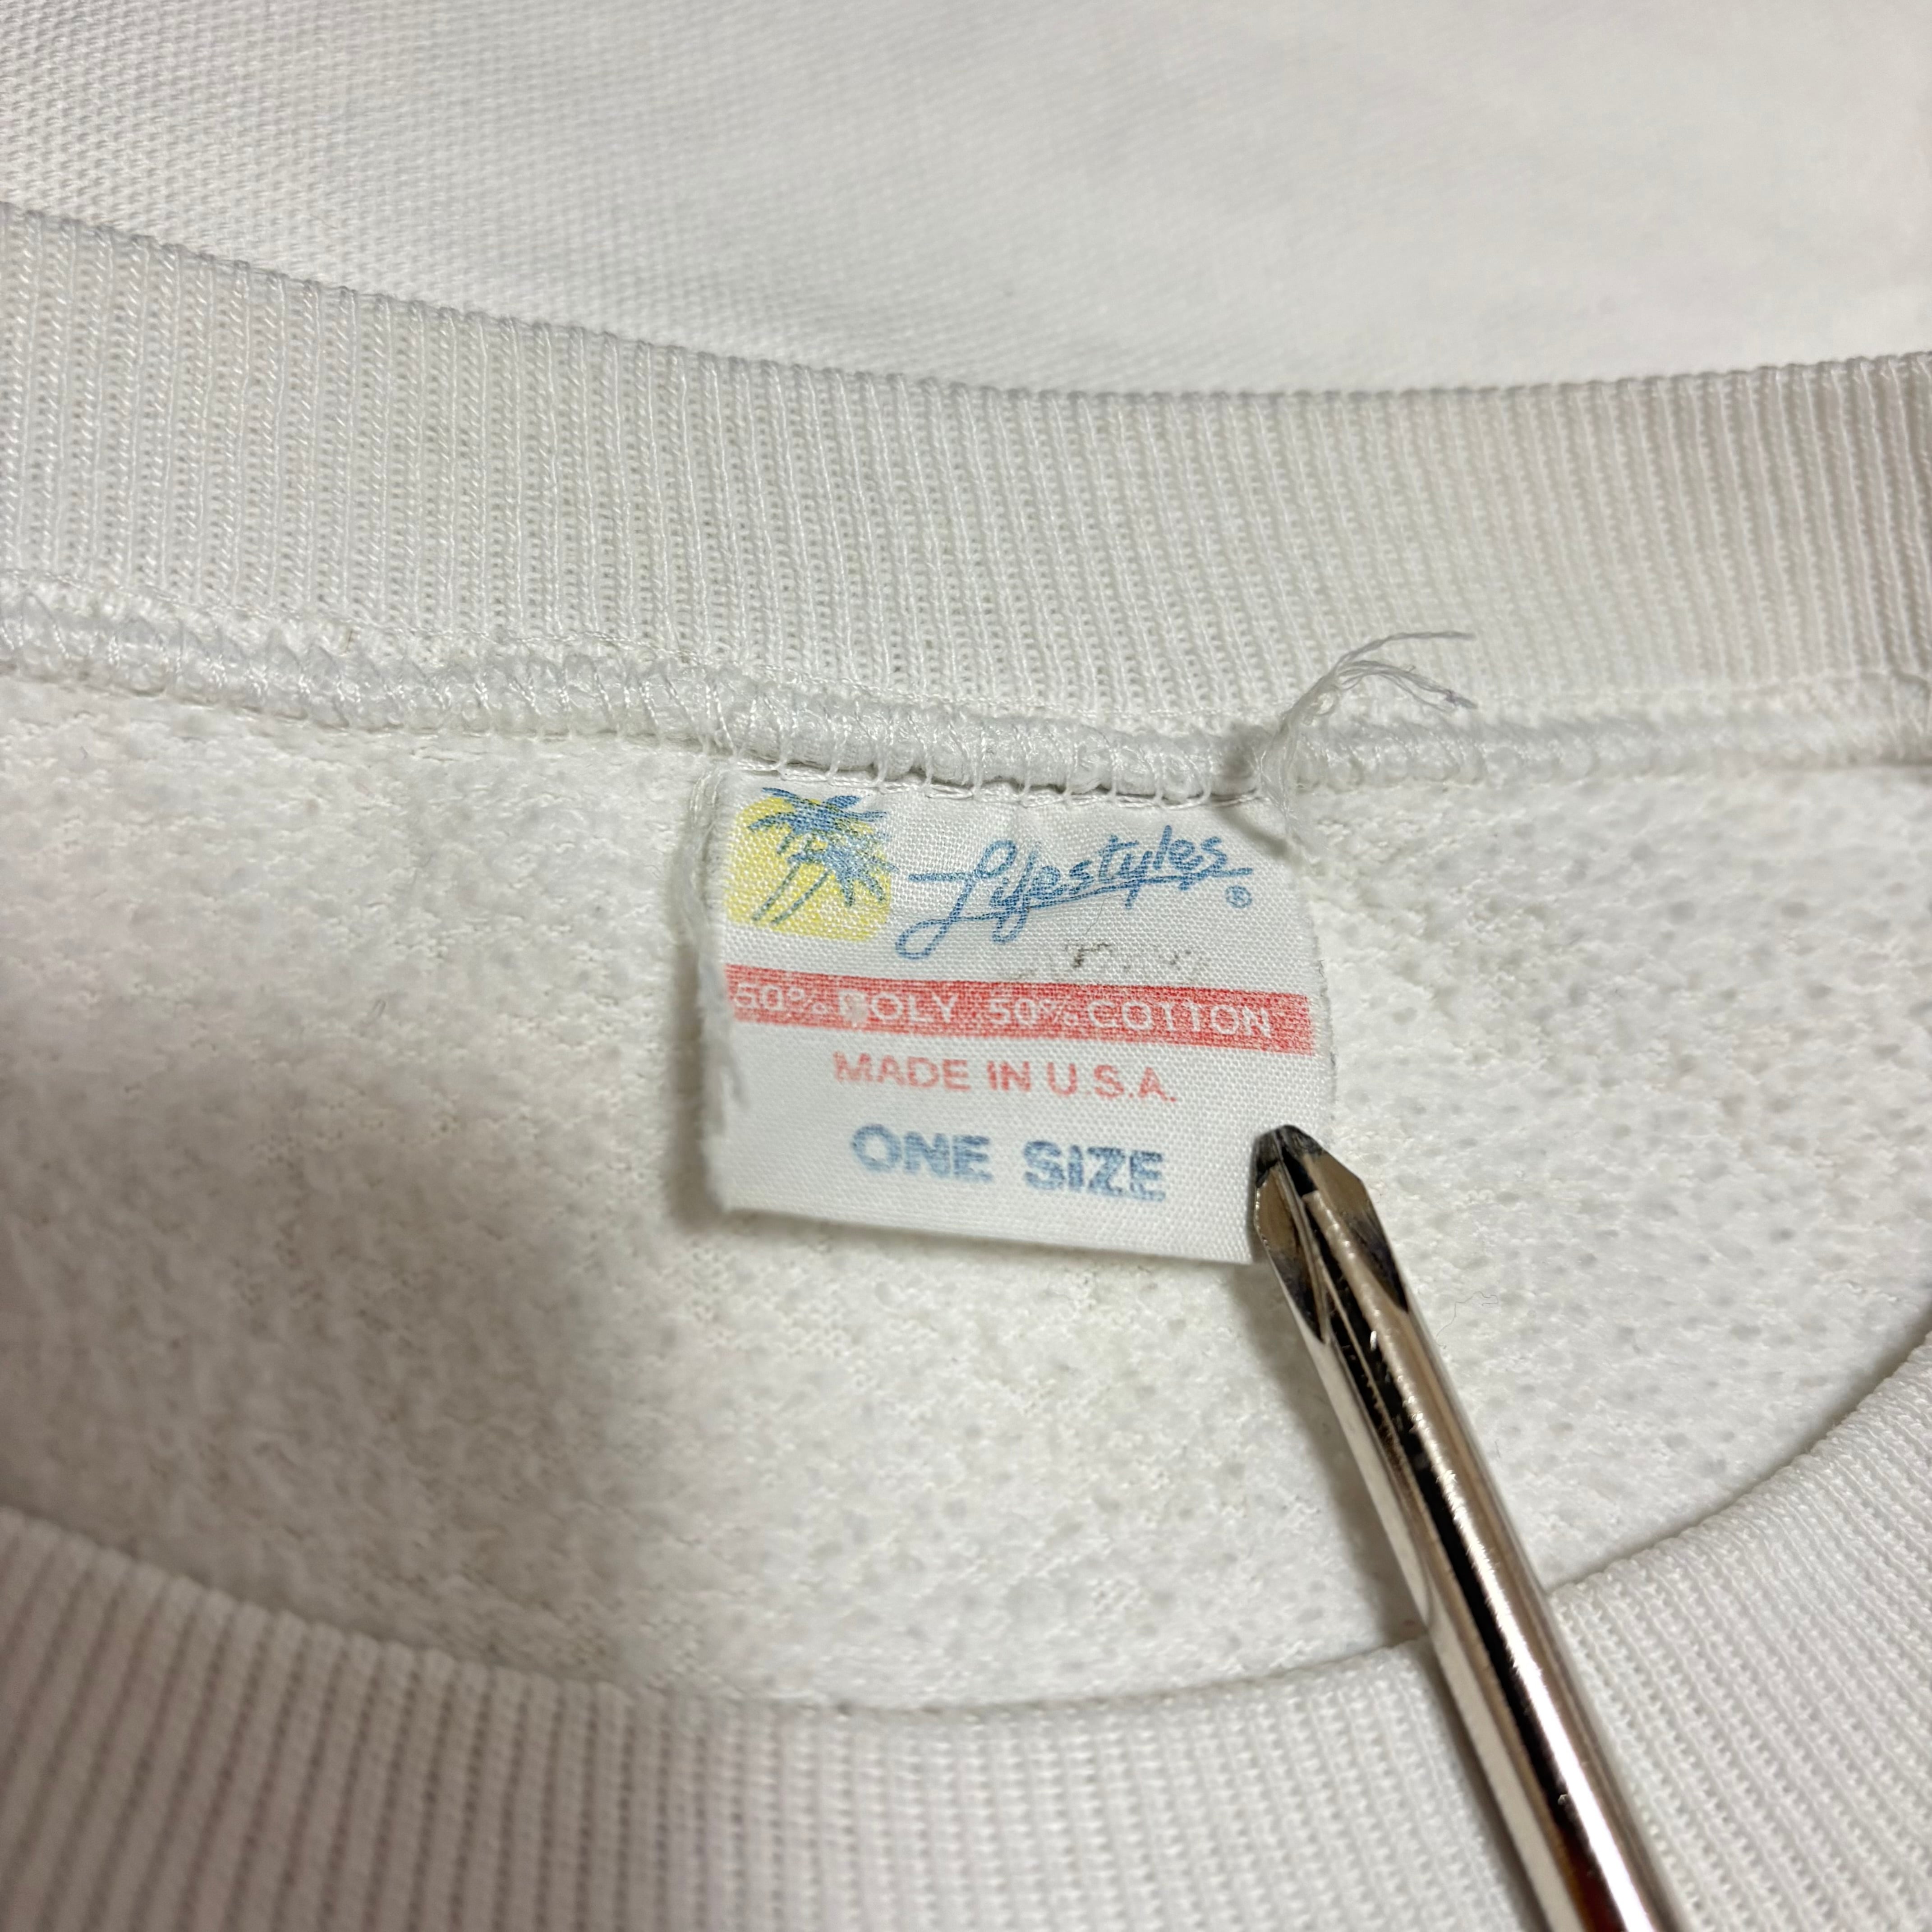 Lifestyles®
50% POLY 50% COTTON
MADE IN U.S.A.
ONE SIZE